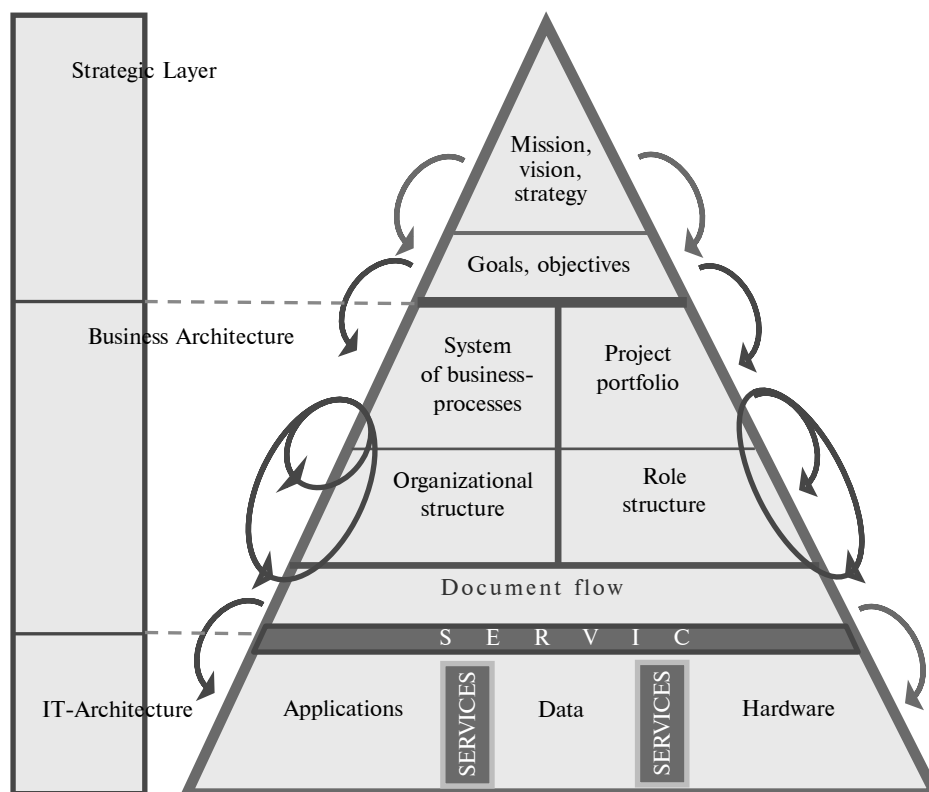 Strategic Layer
Mission,
vision,
strategy
Goals, objectives
Business Architecture
System
of business-
processes
Project
portfolio
Organizational
structure
Role
structure
Document flow
S E R V I C
IT-Architecture
Applications
SERVICES
Data
SERVICES
Hardware